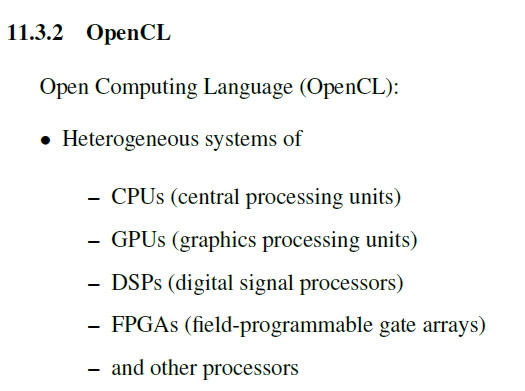 11.3.2 OpenCL
Open Computing Language (OpenCL):
• Heterogeneous systems of
– CPUs (central processing units)
– GPUs (graphics processing units)
– DSPs (digital signal processors)
– FPGAs (field-programmable gate arrays)
– and other processors